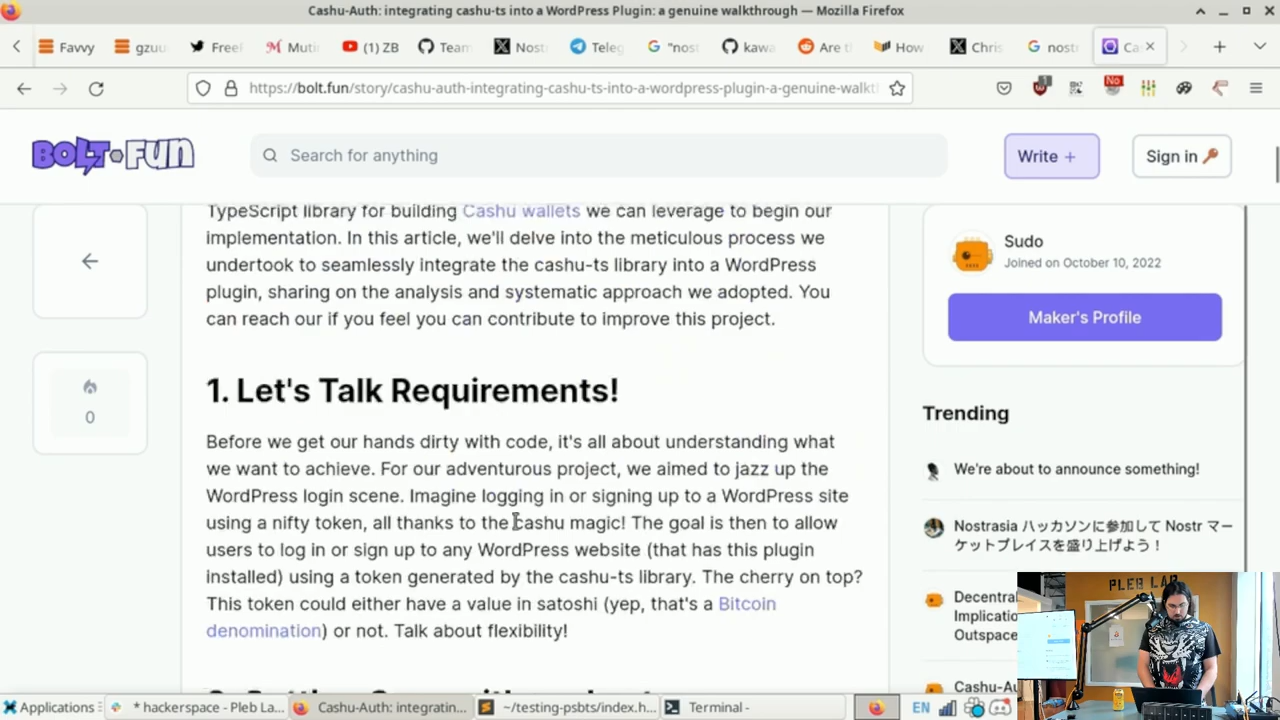 Cashu-Auth: integrating cashu-ts into a WordPress Plugin: a genuine walkthrough — Mozilla Firefox
Favvy
gzuu
Freel
Muti
(1) ZB
Team
Nost
Teleg
"nost
kawa
Are t
How
Chris
nostr
Ca
https://bolt.fun/story/cashu-auth-integrating-cashu-ts-into-a-wordpress-plugin-a-genuine-walkt
1
No
BOLT FUN
Search for anything
Write +
Sign in
TypeScript library for building Cashu wallets we can leverage to begin our
implementation. In this article, we'll delve into the meticulous process we
undertook to seamlessly integrate the cashu-ts library into a WordPress
plugin, sharing on the analysis and systematic approach we adopted. You
can reach our if you feel you can contribute to improve this project.
0
1. Let's Talk Requirements!
Before we get our hands dirty with code, it's all about understanding what
we want to achieve. For our adventurous project, we aimed to jazz up the
WordPress login scene. Imagine logging in or signing up to a WordPress site
using a nifty token, all thanks to the cashu magic! The goal is then to allow
users to log in or sign up to any WordPress website (that has this plugin
installed) using a token generated by the cashu-ts library. The cherry on top?
This token could either have a value in satoshi (yep, that's a Bitcoin
denomination) or not. Talk about flexibility!
Sudo
Joined on October 10, 2022
Maker's Profile
Trending
We're about to announce something!
Nostrasia ハッカソンに参加して Nostr マー
ケットプレイスを盛り上げよう！
Decentral
Implicatio
Outspace
Cashu-Au
PLEB LAB
Applications
* hackerspace - Pleb La...
Cashu-Auth: integratin...
~/testing-psbts/index.h...
Terminal -
EN